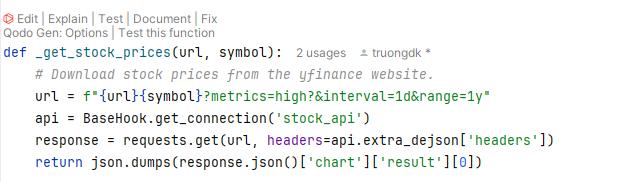 Edit | Explain | Test | Document | Fix
Qodo Gen: Options | Test this function
def _get_stock_prices(url, symbol): 2 usages truongdk *
# Download stock prices from the yfinance website.
url = f"{url}{symbol}?metrics=high?&interval=1d&range=1y"
api = BaseHook.get_connection('stock_api')
response = requests.get(url, headers=api.extra_dejson['headers'])
return json.dumps(response.json()['chart']['result'][0])